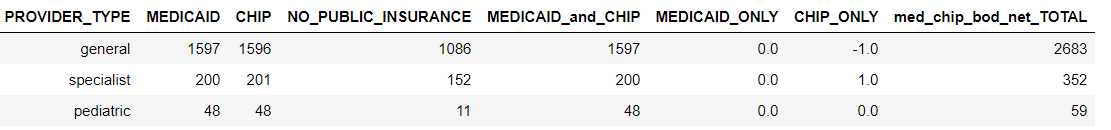 PROVIDER_TYPE MEDICAID CHIP NO_PUBLIC_INSURANCE MEDICAID_and_CHIP MEDICAID_ONLY CHIP_ONLY med_chip_bod_net_TOTAL
general 1597 1596 1086 1597 0.0 -1.0 2683
specialist 200 201 152 200 0.0 1.0 352
pediatric 48 48 11 48 0.0 0.0 59